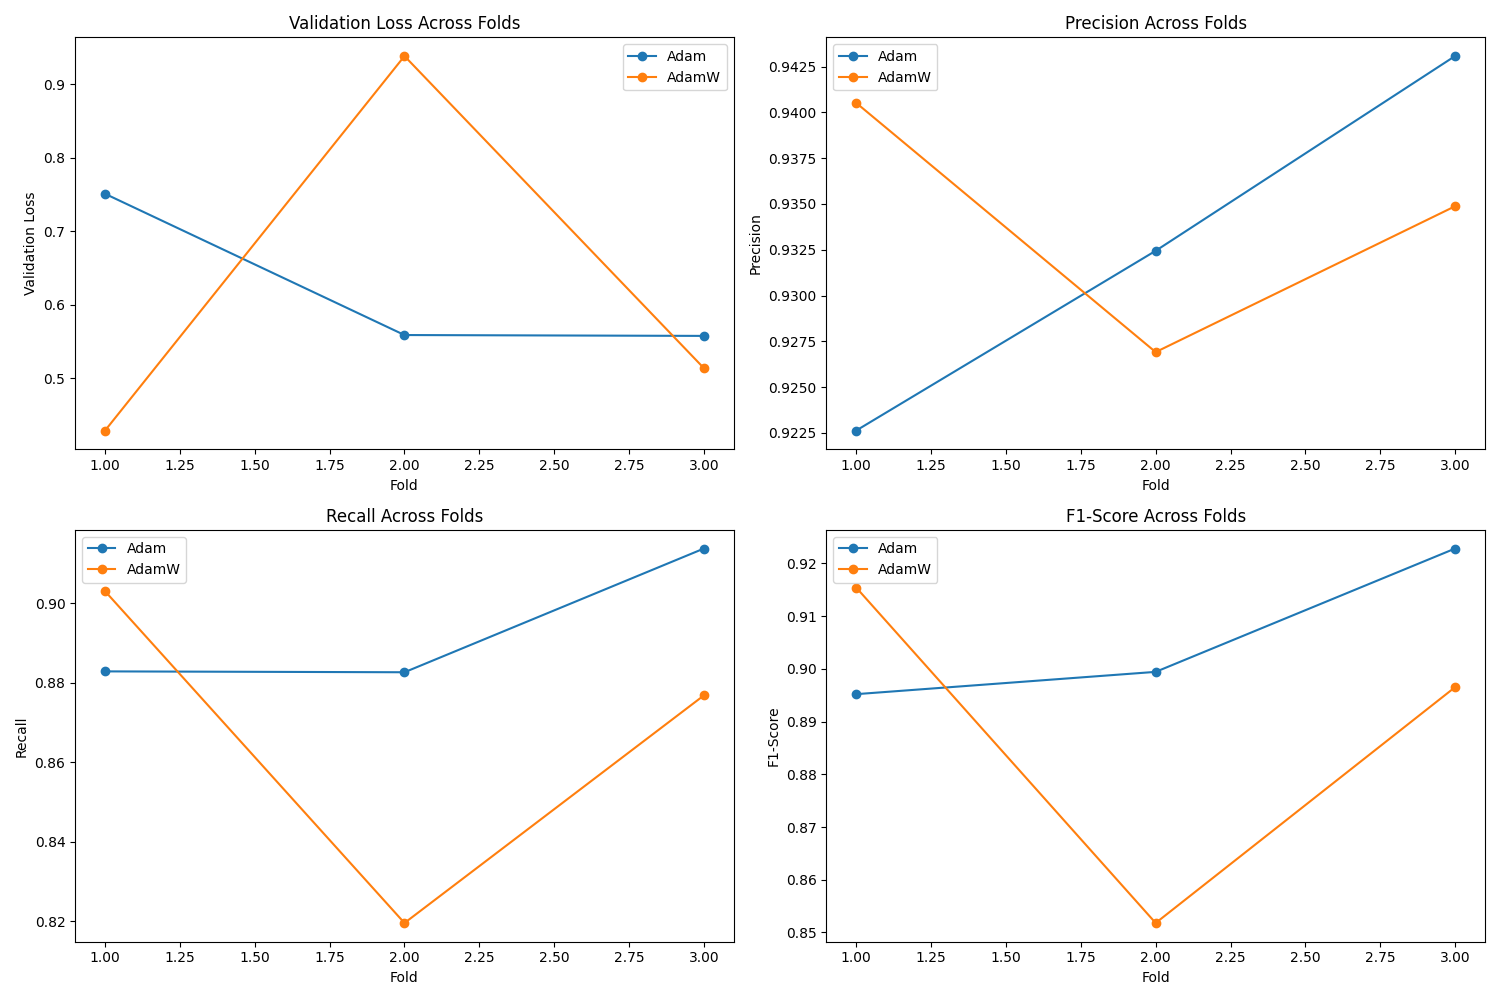 Validation Loss Across Folds
Validation Loss
0.9
0.8
0.7
0.6
0.5
Adam
AdamW
1.00 1.25 1.50 1.75 2.00 2.25 2.50 2.75 3.00
Fold
Precision Across Folds
Precision
0.9425
0.9400
0.9375
0.9350
0.9325
0.9300
0.9275
0.9250
0.9225
Adam
AdamW
1.00 1.25 1.50 1.75 2.00 2.25 2.50 2.75 3.00
Fold
Recall Across Folds
Recall
0.90
0.88
0.86
0.84
0.82
Adam
AdamW
1.00 1.25 1.50 1.75 2.00 2.25 2.50 2.75 3.00
Fold
F1-Score Across Folds
F1-Score
0.92
0.91
0.90
0.89
0.88
0.87
0.86
0.85
Adam
AdamW
1.00 1.25 1.50 1.75 2.00 2.25 2.50 2.75 3.00
Fold